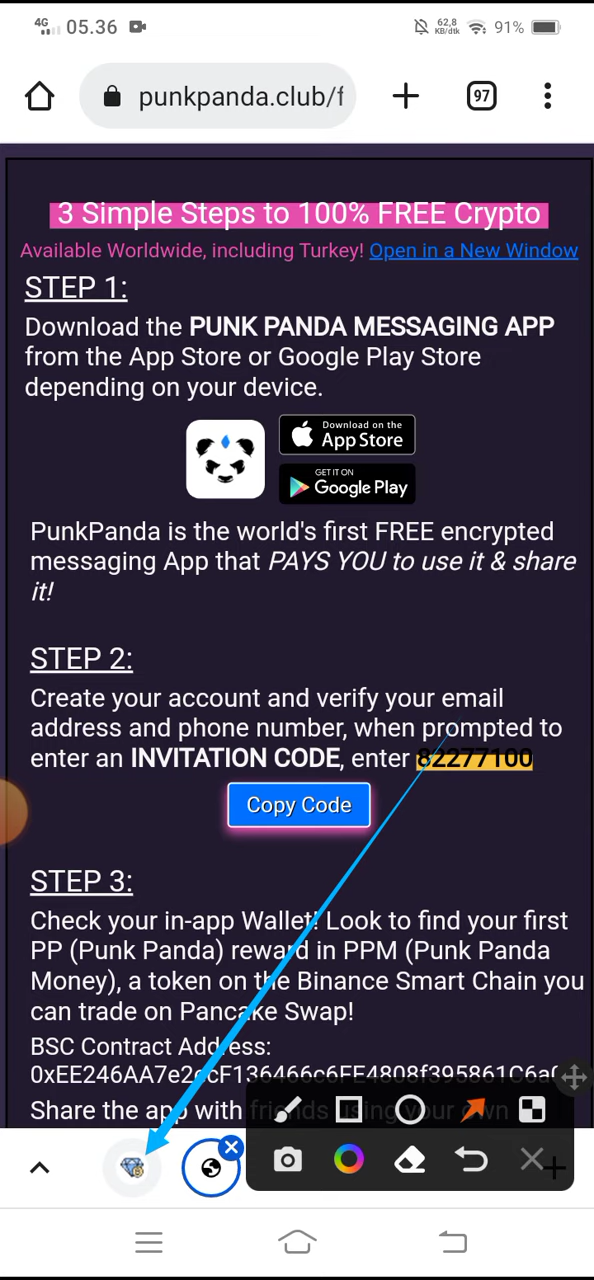 4G 05.36 62,8 KB/dtk 91%
punkpanda.club/f 97
3 Simple Steps to 100% FREE Crypto
Available Worldwide, including Turkey! Open in a New Window
STEP 1:
Download the PUNK PANDA MESSAGING APP
from the App Store or Google Play Store
depending on your device.
Download on the
App Store
GET IT ON
Google Play
PunkPanda is the world's first FREE encrypted
messaging App that PAYS YOU to use it & share
it!
STEP 2:
Create your account and verify your email
address and phone number, when prompted to
enter an INVITATION CODE, enter 82277100
Copy Code
STEP 3:
Check your in-app Wallet! Look to find your first
PP (Punk Panda) reward in PPM (Punk Panda
Money), a token on the Binance Smart Chain you
can trade on Pancake Swap!
BSC Contract Address:
Share the app with friends using your own